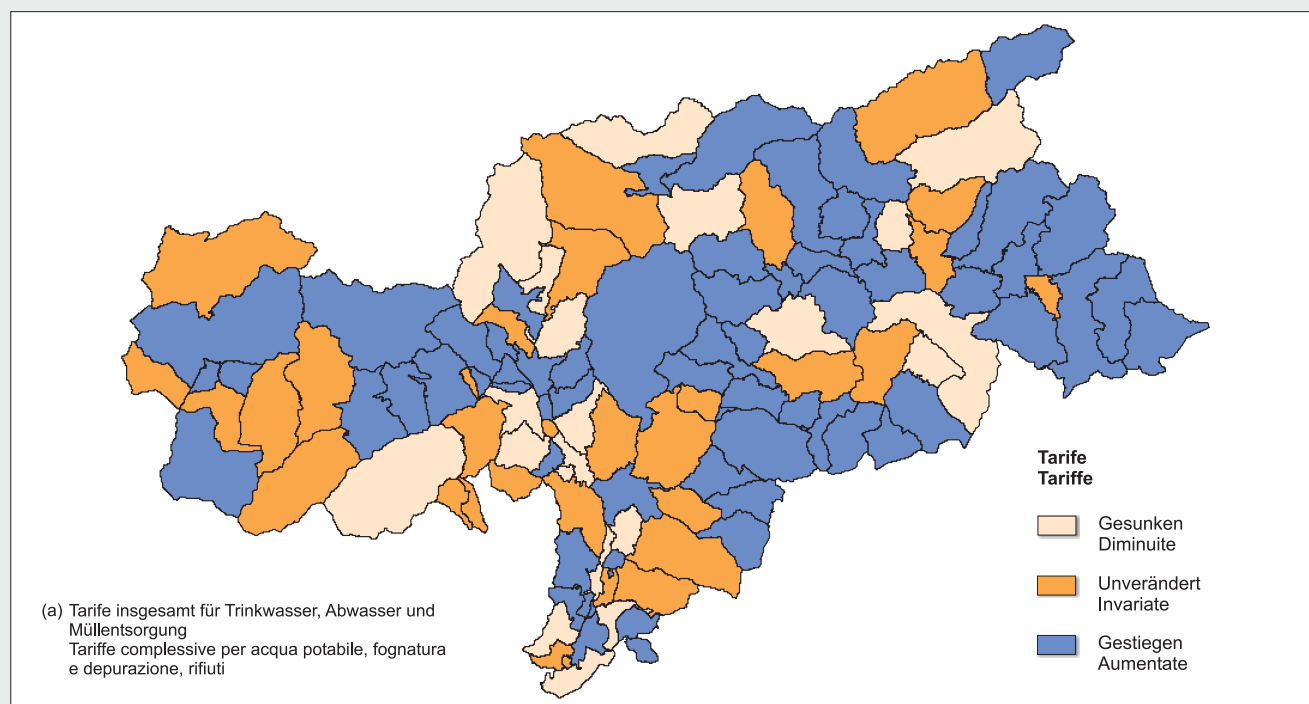 Tarife
Tariffe
Gesunken
Diminuite
Unverändert
Invariate
Gestiegen
Aumentate
(a) Tarife insgesamt für Trinkwasser, Abwasser und
Müllentsorgung
Tariffe complessive per acqua potabile, fognatura
e depurazione, rifiuti